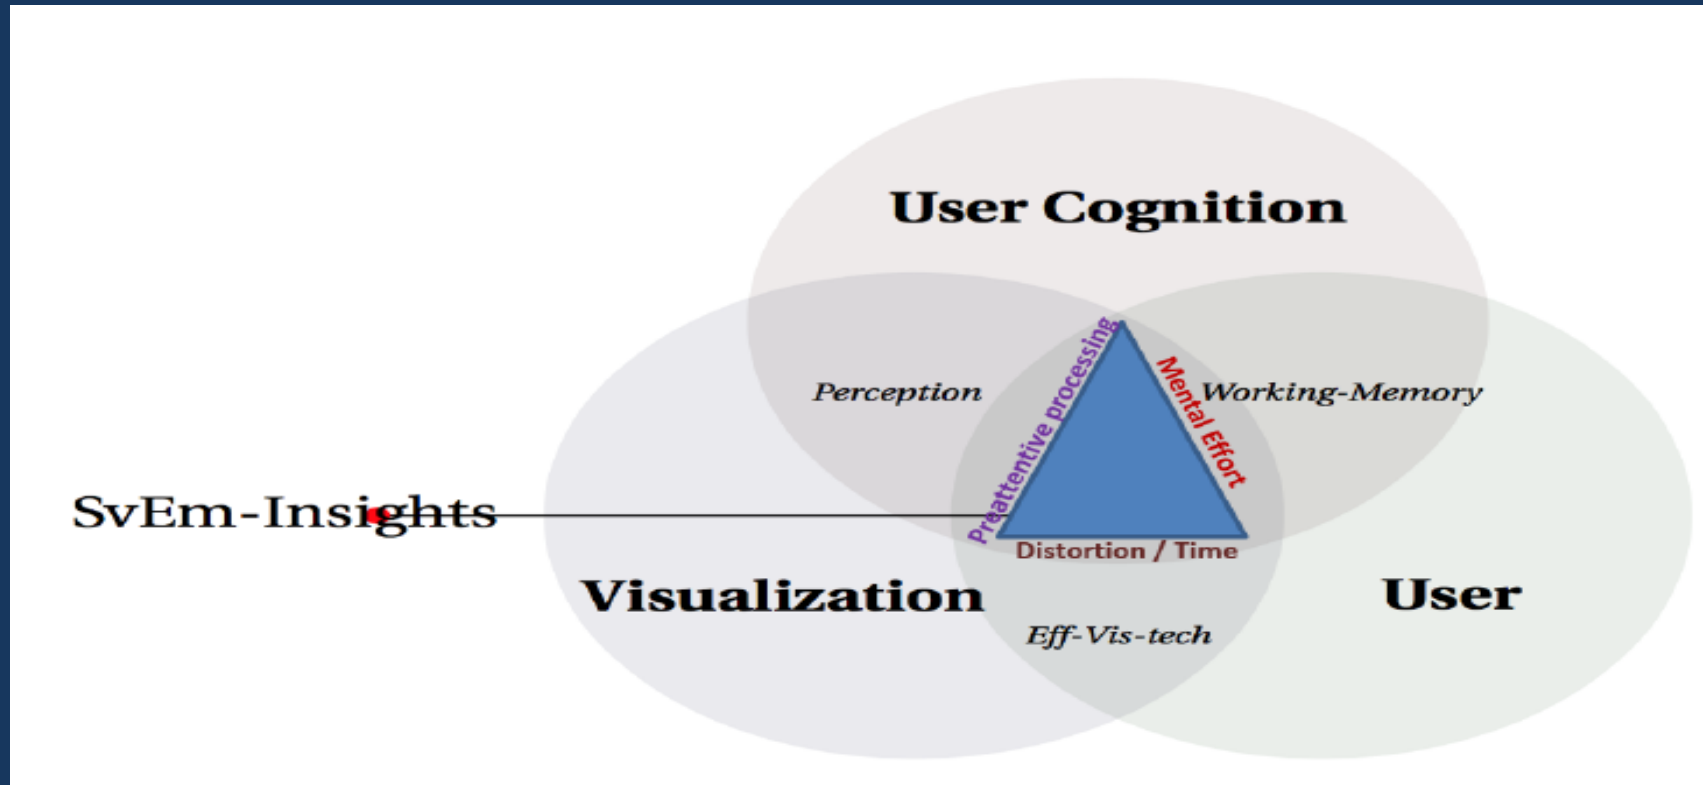 User Cognition
Preattentive processing
Mental Effort
Perception
Working-Memory
SvEm-Insights
Distortion / Time
Visualization
User
Eff-Vis-tech